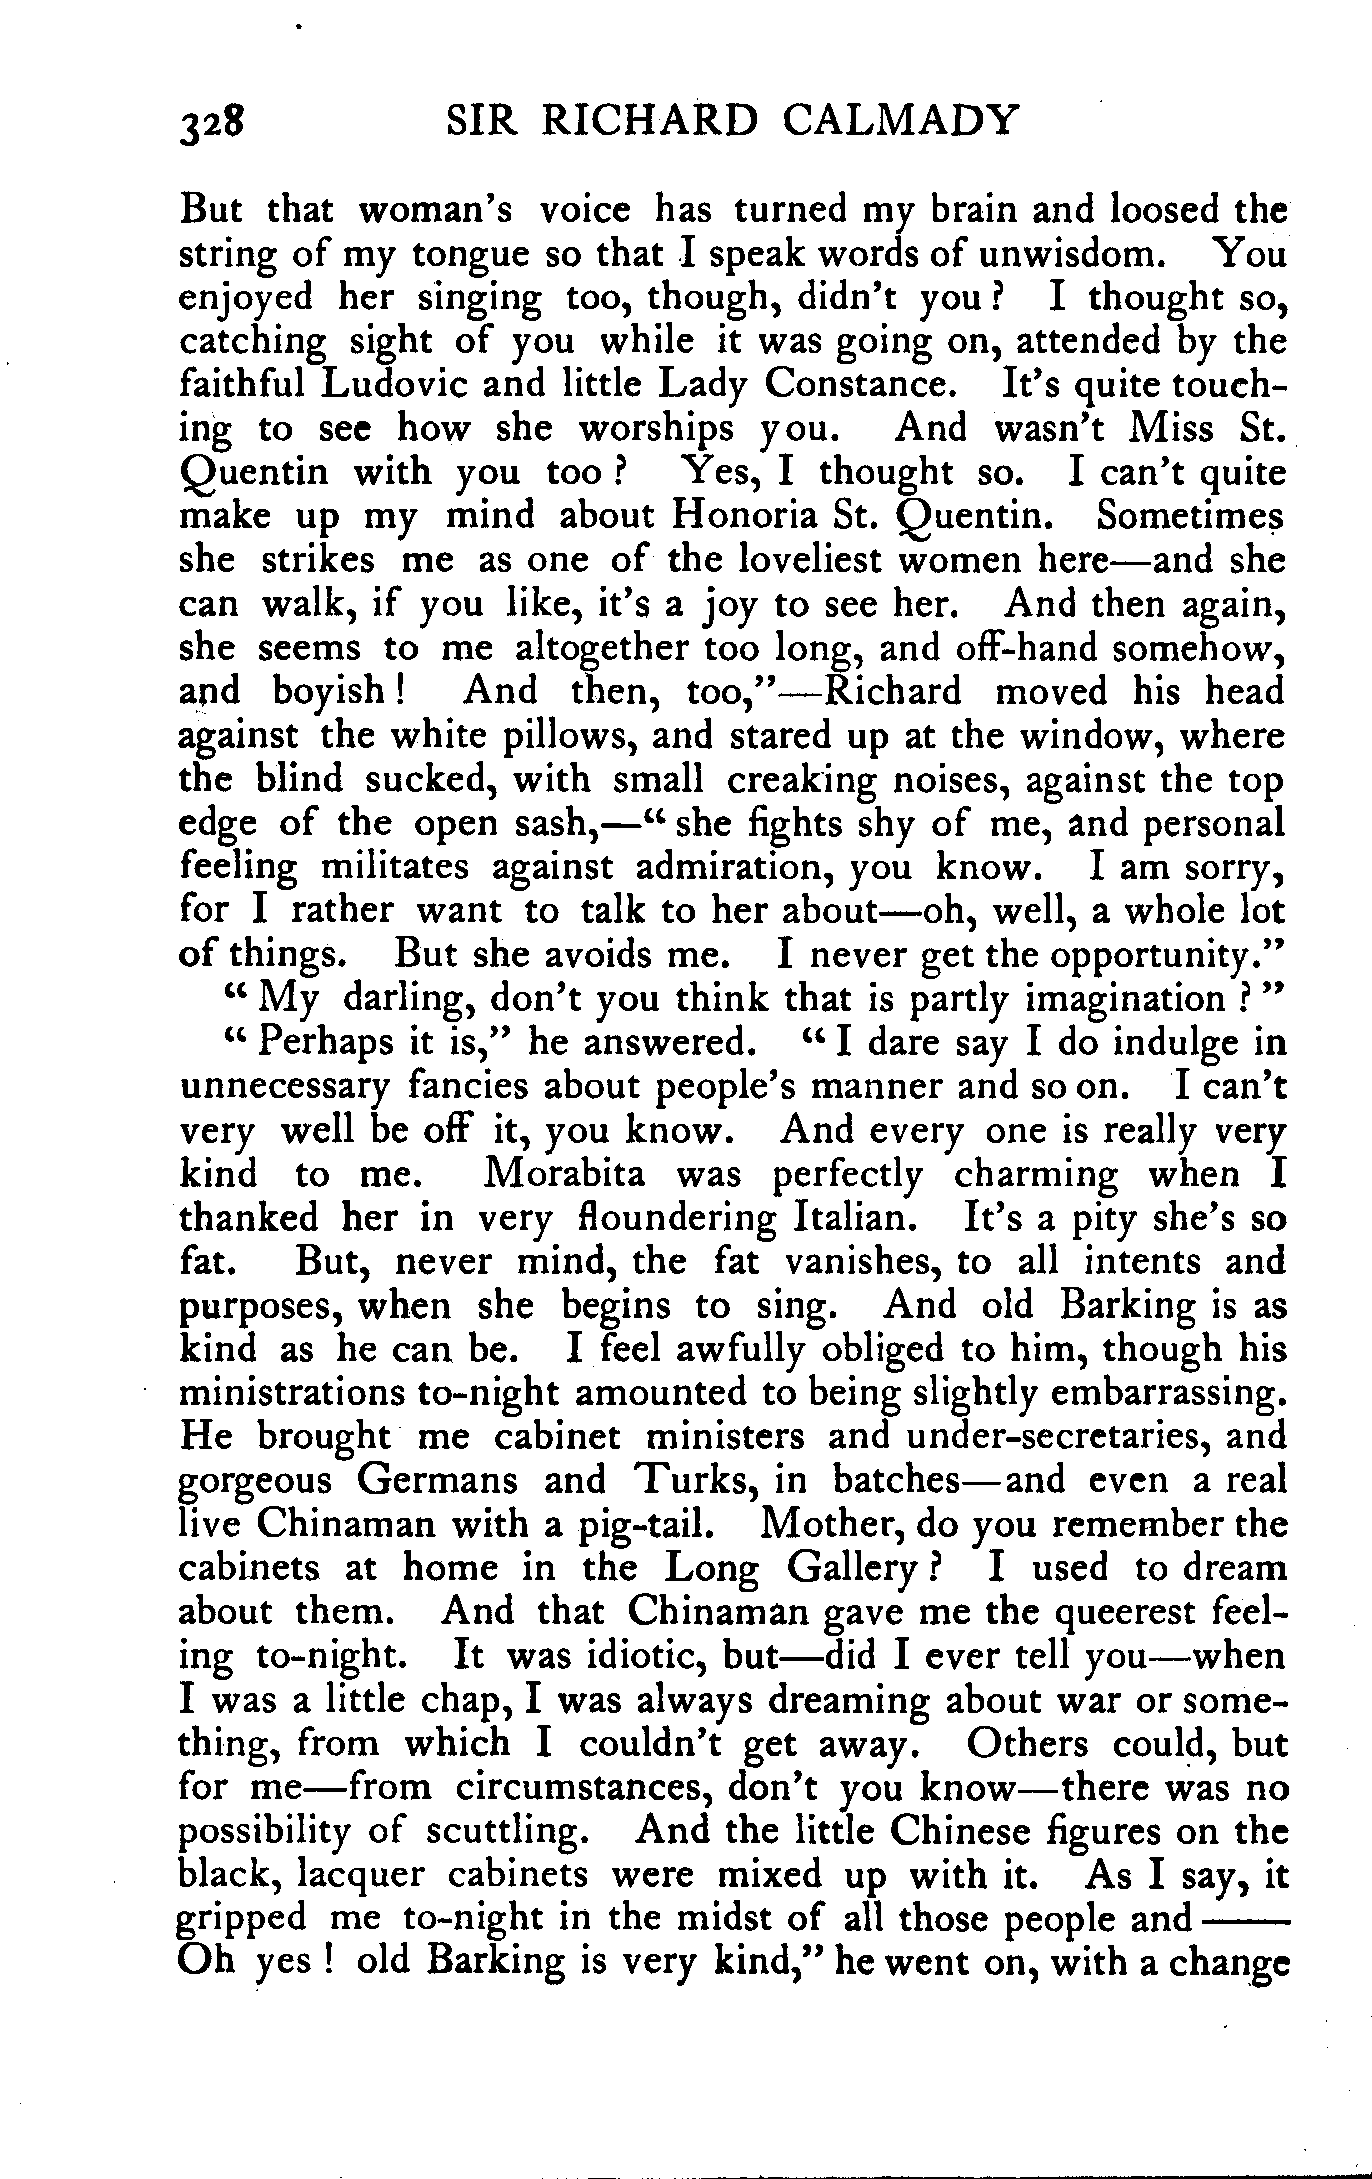 328 SIR RICHARD CALMADY
But that woman's voice has turned my brain and loosed the
string of my tongue so that I speak words of unwisdom. You
enjoyed her singing too, though, didn't you? I thought so,
catching sight of you while it was going on, attended by the
faithful Ludovic and little Lady Constance. It's quite touch-
ing to see how she worships you. And wasn't Miss St.
Quentin with you too? Yes, I thought so. I can't quite
make up my mind about Honoria St. Quentin. Sometimes
she strikes me as one of the loveliest women here—and she
can walk, if you like, it's a joy to see her. And then again,
she seems to me altogether too long, and off-hand somehow,
and boyish! And then, too,"—Richard moved his head
against the white pillows, and stared up at the window, where
the blind sucked, with small creaking noises, against the top
edge of the open sash,—"she fights shy of me, and personal
feeling militates against admiration, you know. I am sorry,
for I rather want to talk to her about—oh, well, a whole lot
of things. But she avoids me. I never get the opportunity."
"My darling, don't you think that is partly imagination?"
"Perhaps it is," he answered. "I dare say I do indulge in
unnecessary fancies about people's manner and so on. I can't
very well be off it, you know. And every one is really very
kind to me. Morabita was perfectly charming when I
thanked her in very floundering Italian. It's a pity she's so
fat. But, never mind, the fat vanishes, to all intents and
purposes, when she begins to sing. And old Barking is as
kind as he can be. I feel awfully obliged to him, though his
ministrations to-night amounted to being slightly embarrassing.
He brought me cabinet ministers and under-secretaries, and
gorgeous Germans and Turks, in batches—and even a real
live Chinaman with a pig-tail. Mother, do you remember the
cabinets at home in the Long Gallery? I used to dream
about them. And that Chinaman gave me the queerest feel-
ing to-night. It was idiotic, but—did I ever tell you—when
I was a little chap, I was always dreaming about war or some-
thing, from which I couldn't get away. Others could, but
for me—from circumstances, don't you know—there was no
possibility of scuttling. And the little Chinese figures on the
black, lacquer cabinets were mixed up with it. As I say, it
gripped me to-night in the midst of all those people and——
Oh yes! old Barking is very kind," he went on, with a change